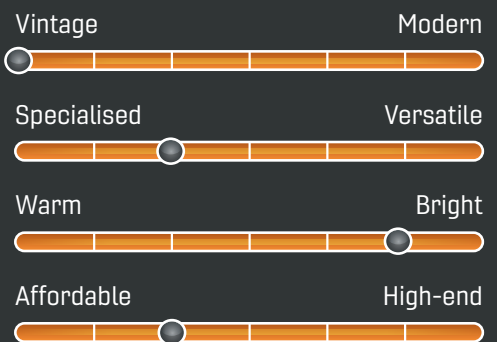 Vintage Modern
Specialised Versatile
Warm Bright
Affordable High-end